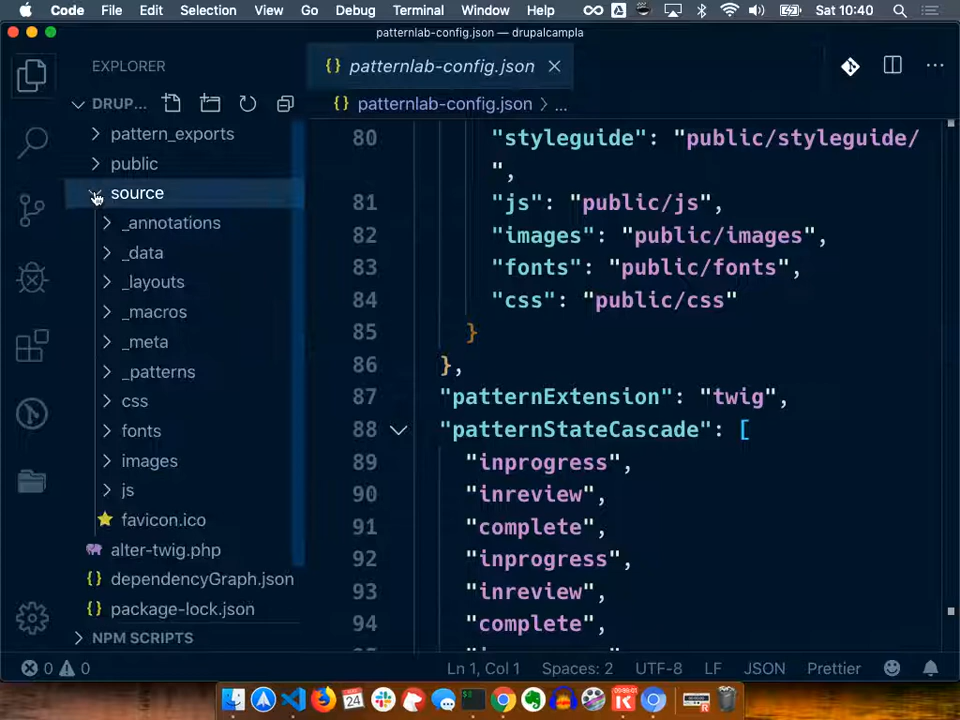 Code File Edit Selection View Go Debug Terminal Window Help Sat 10:40
patternlab-config.json — drupalcampla
EXPLORER
{} patternlab-config.json
DRUP...
{} patternlab-config.json > ...
pattern_exports
public
source
_annotations
_data
_layouts
_macros
_meta
_patterns
css
fonts
images
js
favicon.ico
alter-twig.php
{} dependencyGraph.json
{} package-lock.json
NPM SCRIPTS
80 "styleguide": "public/styleguide/
",
81 "js": "public/js",
82 "images": "public/images",
83 "fonts": "public/fonts",
84 "css": "public/css"
85 }
86 },
87 "patternExtension": "twig",
88 "patternStateCascade": [
89 "inprogress",
90 "inreview",
91 "complete",
92 "inprogress",
93 "inreview",
94 "complete",
0 0 Ln 1, Col 1 Spaces: 2 UTF-8 LF JSON Prettier
24